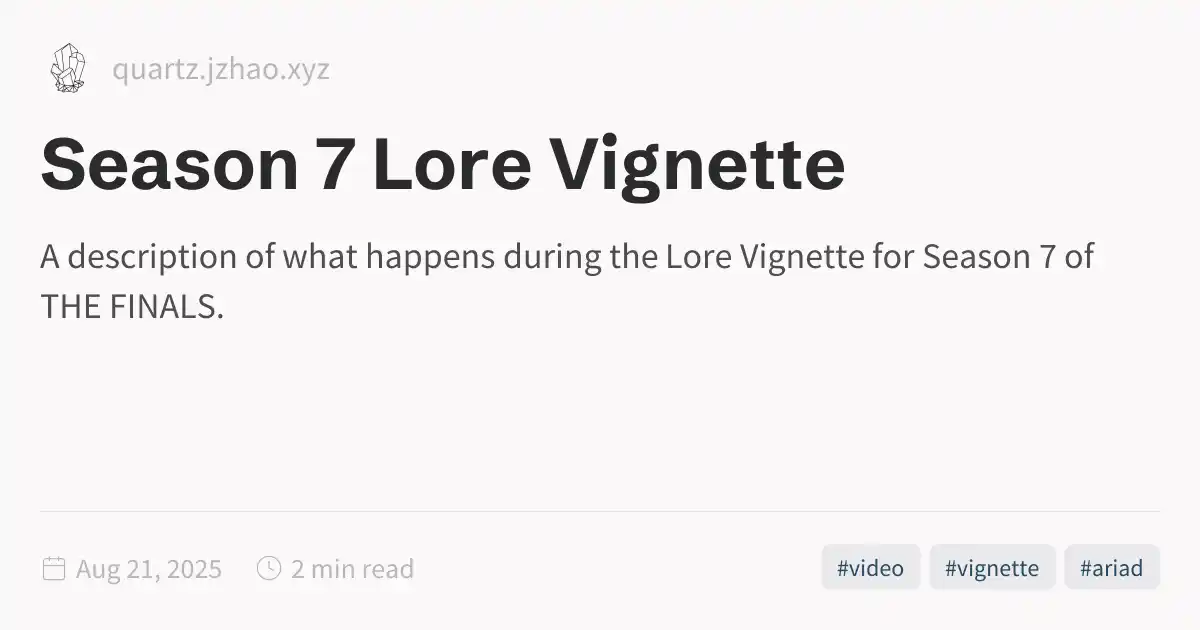 quartz.jzhao.xyz
Season 7 Lore Vignette
A description of what happens during the Lore Vignette for Season 7 of
THE FINALS.
Aug 21, 2025 2 min read #video #vignette #ariad